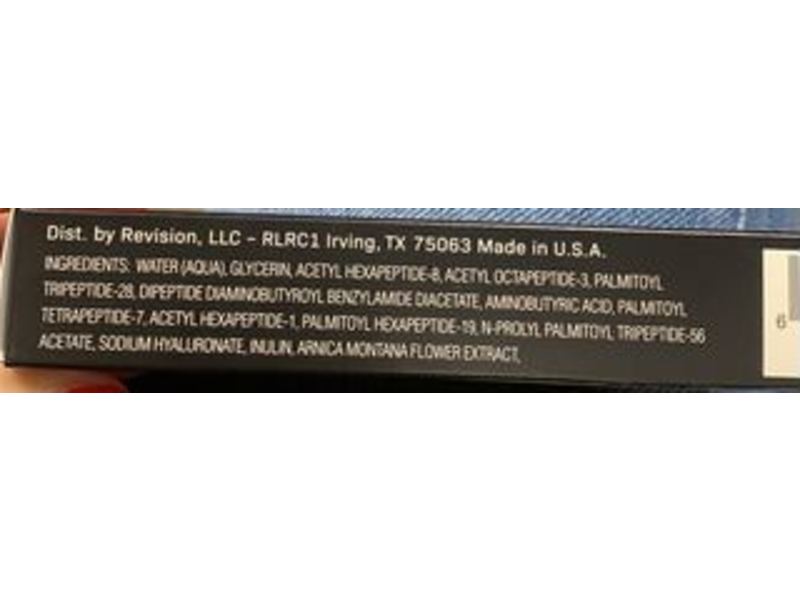 Dist. by Revision, LLC - RLRC1 Irving, TX 75063 Made in U.S.A.
INGREDIENTS: WATER (AQUA), GLYCERIN, ACETYL HEXAPEPTIDE-8, ACETYL OCTAPEPTIDE-3, PALMITOYL
TRIPEPTIDE-28, DIPEPTIDE DIAMINOBUTYROYL BENZYLAMIDE DIACETATE, AMINOBUTYRIC ACID, PALMITOYL
TETRAPEPTIDE-7, ACETYL HEXAPEPTIDE-1, PALMITOYL HEXAPEPTIDE-19, N-PROLYL PALMITOYL TRIPEPTIDE-56
ACETATE, SODIUM HYALURONATE, INULIN, ARNICA MONTANA FLOWER EXTRACT,
6